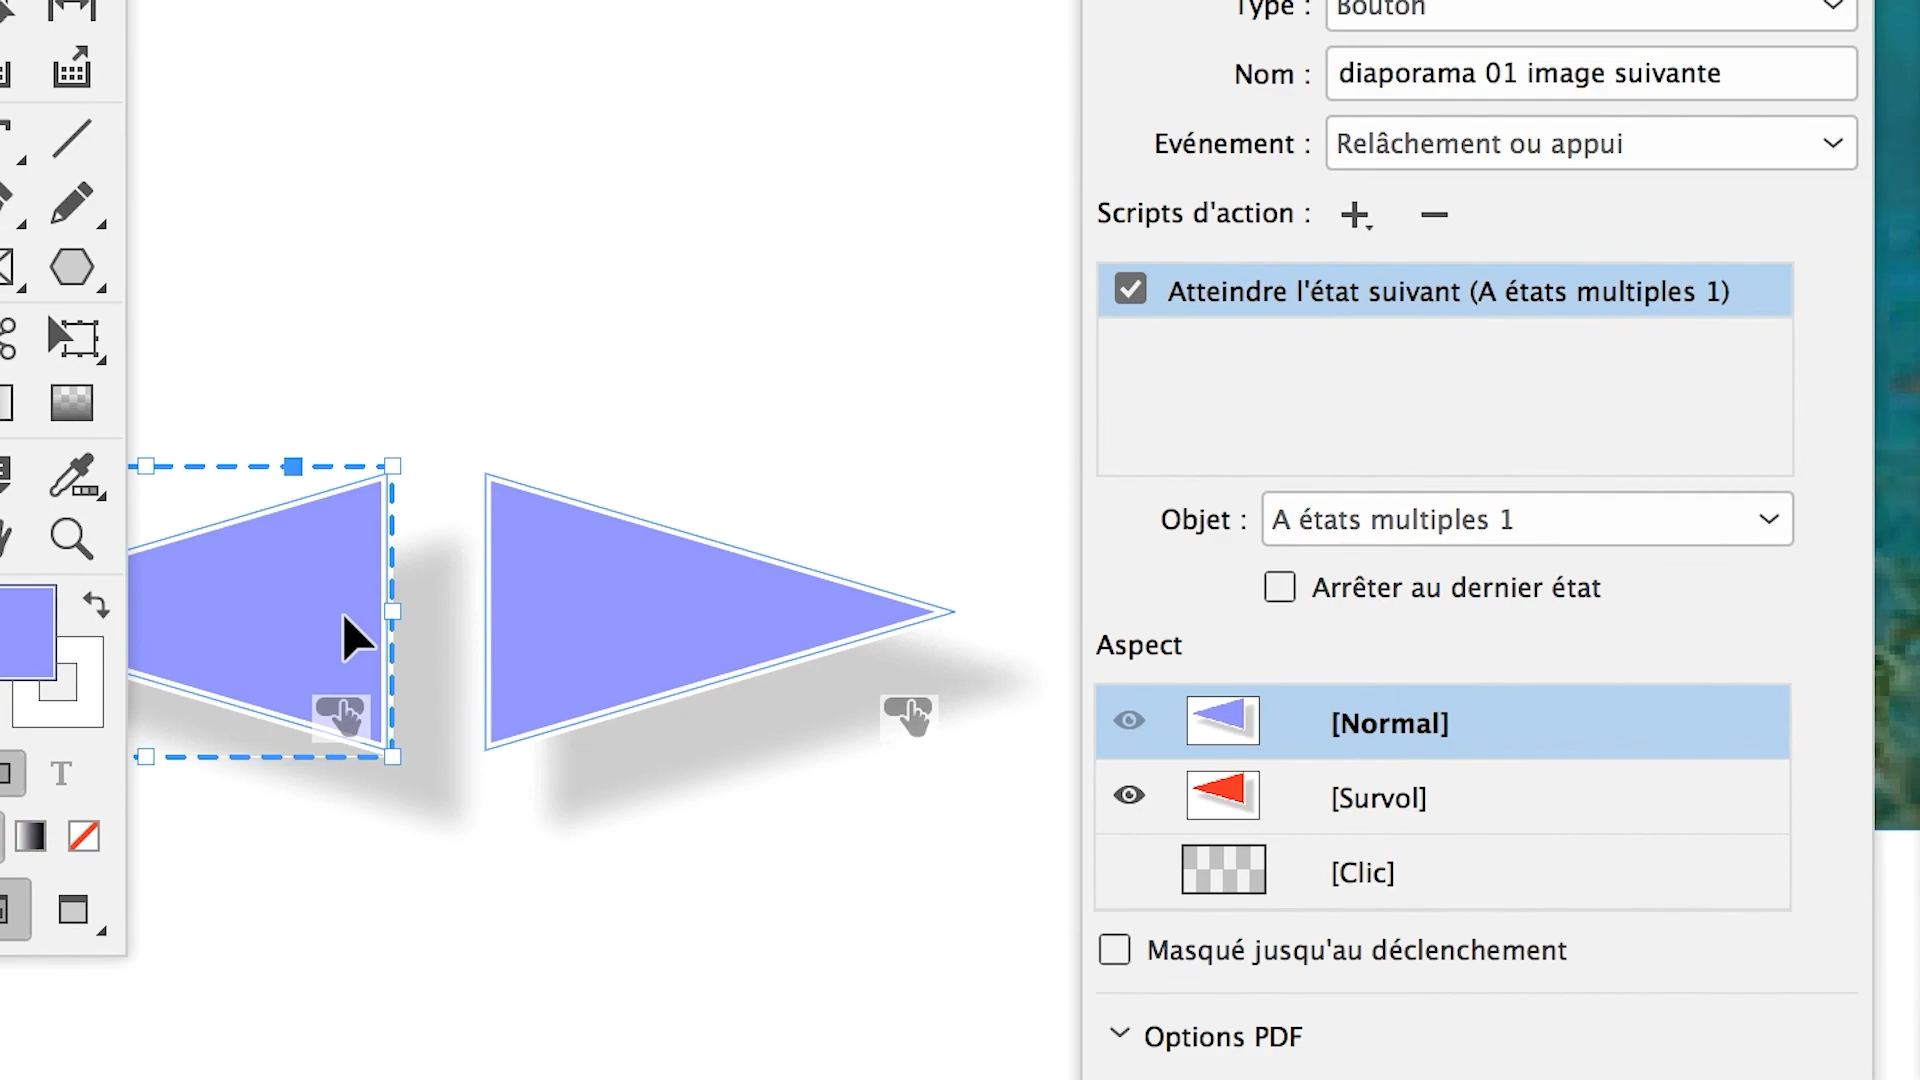 Type :
Bouton
Nom :
diaporama 01 image suivante
Evénement :
Relâchement ou appui
Scripts d'action :
Atteindre l'état suivant (A états multiples 1)
Objet :
A états multiples 1
Arrêter au dernier état
Aspect
[Normal]
[Survol]
[Clic]
Masqué jusqu'au déclenchement
Options PDF
T